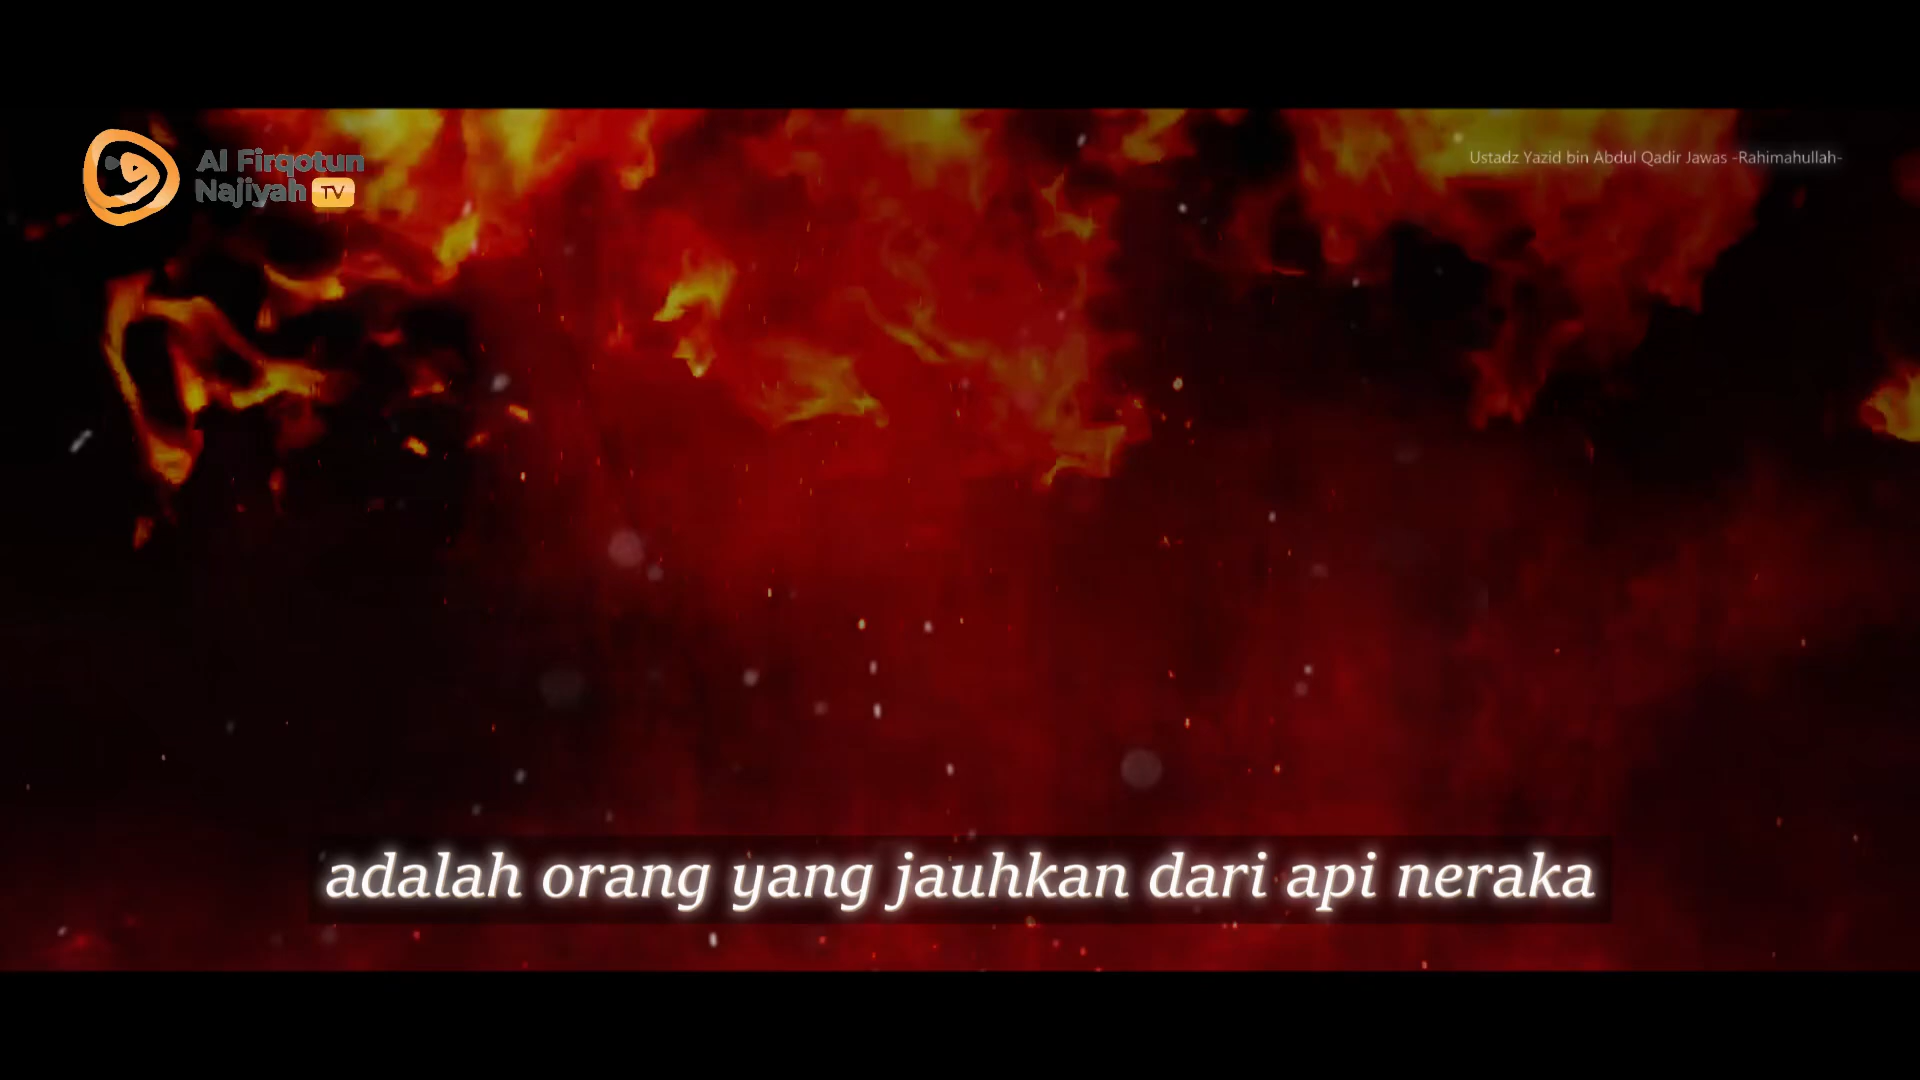 Al Firqotun
Najiyah TV
Ustadz Yazid bin Abdul Qadir Jawas -Rahimahullah-
adalah orang yang jauhkan dari api neraka